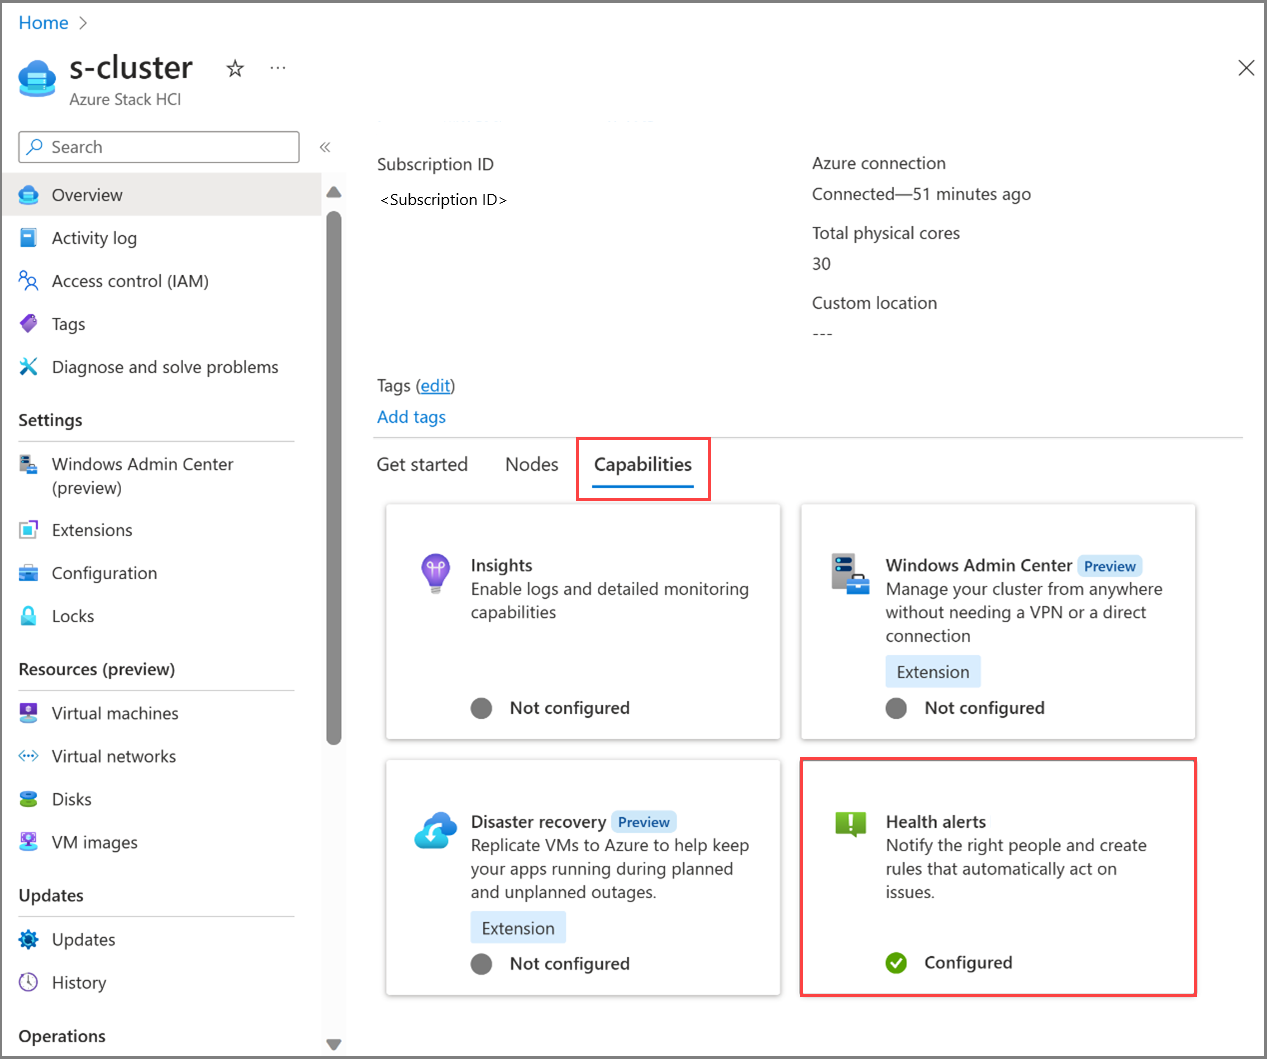 Home
s-cluster
Azure Stack HCI
Search
Overview
Activity log
Access control (IAM)
Tags
Diagnose and solve problems
Settings
Windows Admin Center
(preview)
Extensions
Configuration
Locks
Resources (preview)
Virtual machines
Virtual networks
Disks
VM images
Updates
Updates
History
Operations
Subscription ID
<Subscription ID>
Azure connection
Connected—51 minutes ago
Total physical cores
30
Custom location
---
Tags (edit)
Add tags
Get started Nodes Capabilities
Insights
Enable logs and detailed monitoring
capabilities
Not configured
Windows Admin Center Preview
Manage your cluster from anywhere
without needing a VPN or a direct
connection
Extension
Not configured
Disaster recovery Preview
Replicate VMs to Azure to help keep
your apps running during planned
and unplanned outages.
Extension
Not configured
Health alerts
Notify the right people and create
rules that automatically act on
issues.
Configured